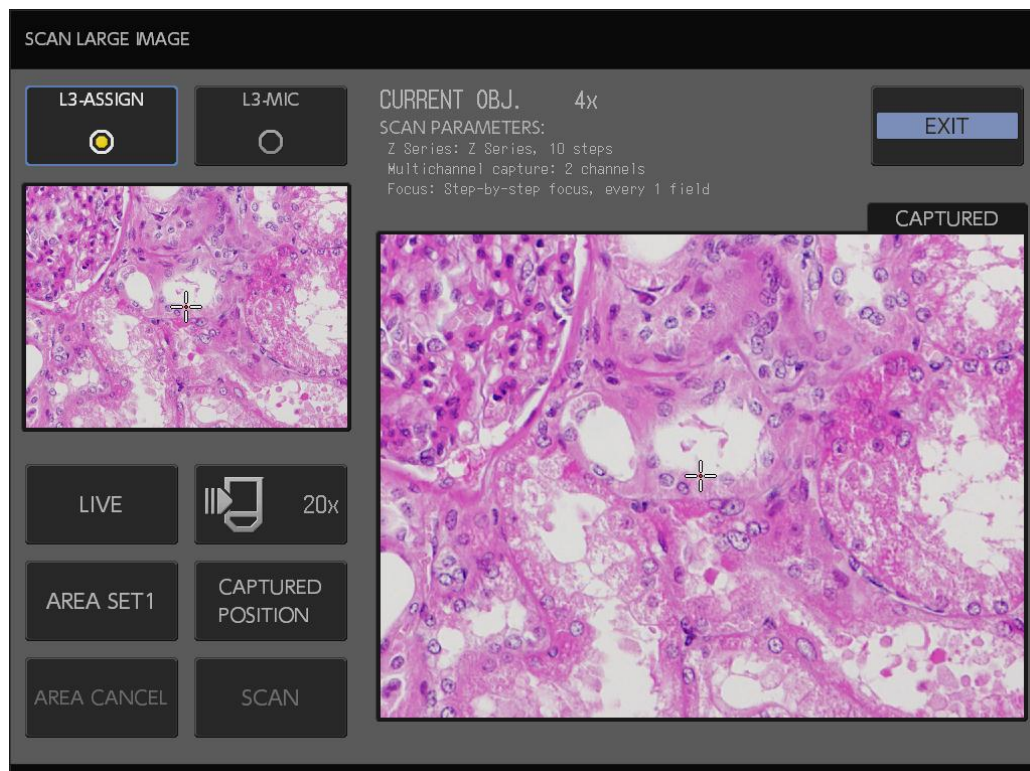 SCAN LARGE IMAGE
L3-ASSIGN
L3-MIC
CURRENT OBJ. 4x
SCAN PARAMETERS:
Z Series: Z Series, 10 steps
Multichannel capture: 2 channels
Focus: Step-by-step focus, every 1 field
EXIT
CAPTURED
LIVE
20x
AREA SET1
CAPTURED
POSITION
AREA CANCEL
SCAN